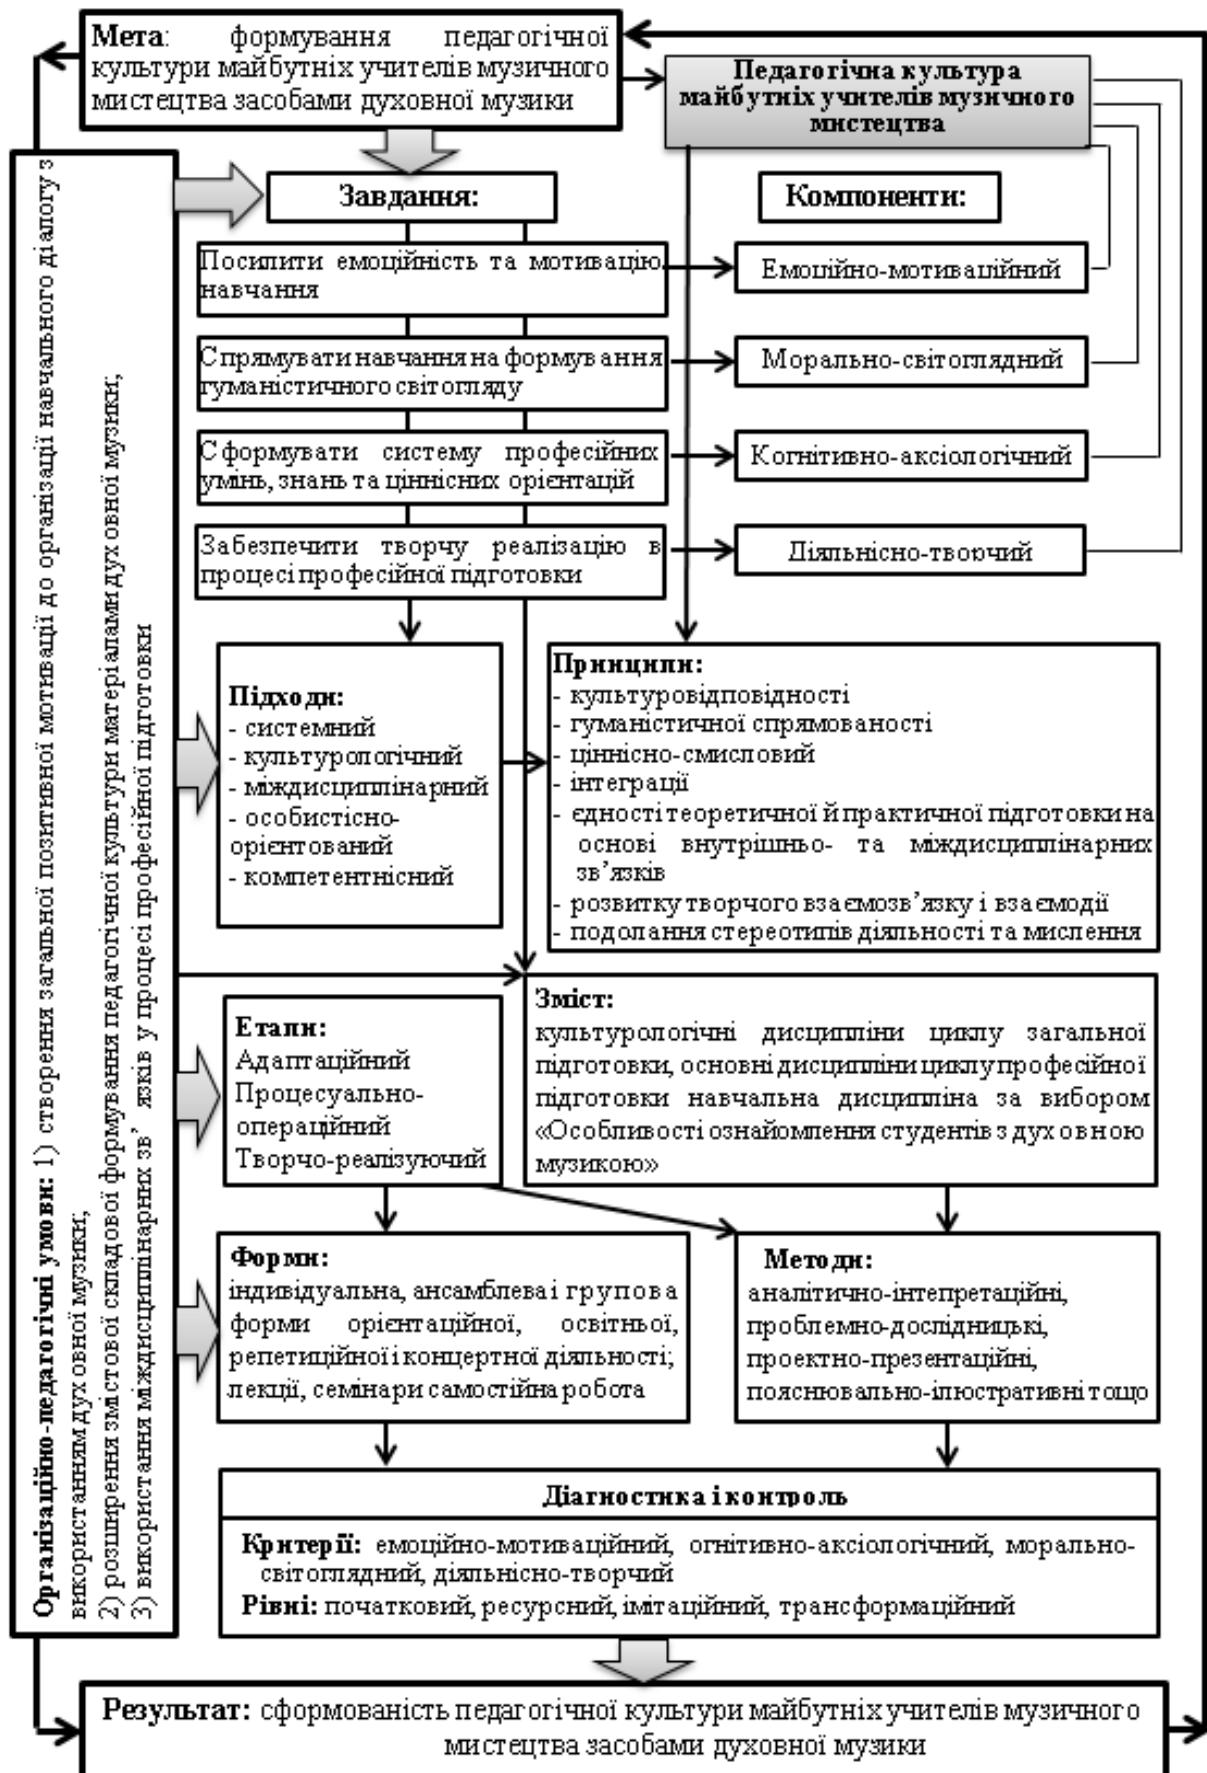 Мета: формування педагогічної
культури майбутніх учителів музичного
мистецтва засобами духовної музики
Педагогічна культура
майбутніх учителів музичного
мистецтва
Завдання:
Компоненти:
Посилити емоційність та мотивацію
навчання
Емоційно-мотиваційний
Спрямувати навчання на формування
гуманістичного світогляду
Морально-світоглядний
Сформувати систему професійних
умінь, знань та ціннісних орієнтацій
Когнітивно-аксіологічний
Забезпечити творчу реалізацію в
процесі професійної підготовки
Діяльнісно-творчий
Організаційно-педагогічні умови: 1) створення загальної позитивної мотивації до організації навчального діалогу з
використанням духовної музики;
2) розширення змістової складової формування педагогічної культури матеріалами духовної музики;
3) використання міждисциплінарних зв’ язків у процесі професійної підготовки
Підходи:
- системний
- культурологічний
- міждисциплінарний
- особистісно-
орієнтований
- компетентнісний
Принципи:
- культуровідповідності
- гуманістичної спрямованості
- ціннісно-смисловий
- інтеграції
- єдності теоретичної й практичної підготовки на
основі внутрішньо- та міждисциплінарних
зв’язків
- розвитку творчого взаємозв’язку і взаємодії
- подолання стереотипів діяльності та мислення
Етапи:
Адаптаційний
Процесуально-
операційний
Творчо-реалізуючий
Зміст:
культурологічні дисципліни циклу загальної
підготовки, основні дисципліни циклу професійної
підготовки навчальна дисципліна за вибором
«Особливості ознайомлення студентів з духовною
музикою»
Форми:
індивідуальна, ансамблева і групова
форми орієнтаційної, освітньої,
репетиційної і концертної діяльності;
лекції, семінари самостійна робота
Методи:
аналітично-інтепретаційні,
проблемно-дослідницькі,
проектно-презентаційні,
пояснювально-ілюстративні тощо
Діагностика і контроль
Критерії: емоційно-мотиваційний, огнітивно-аксіологічний, морально-
світоглядний, діяльнісно-творчий
Рівні: початковий, ресурсний, імітаційний, трансформаційний
Результат: сформованість педагогічної культури майбутніх учителів музичного
мистецтва засобами духовної музики